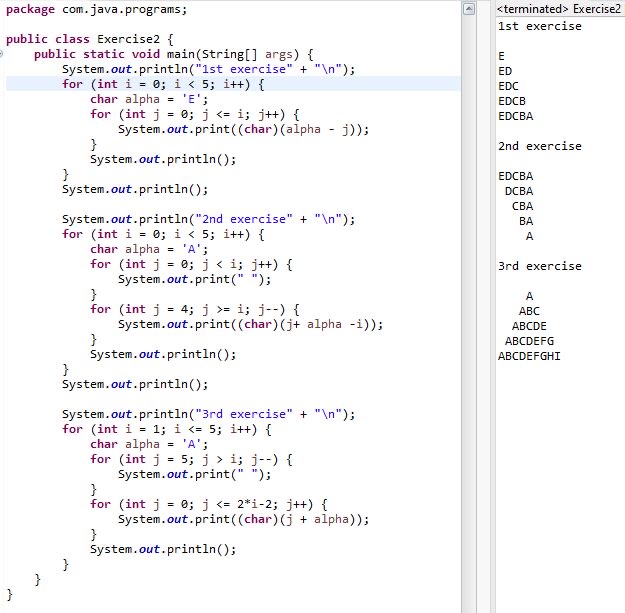 package com.java.programs;

public class Exercise2 {
    public static void main(String[] args) {
        System.out.println("1st exercise" + "\n");
        for (int i = 0; i < 5; i++) {
            char alpha = 'E';
            for (int j = 0; j <= i; j++) {
                System.out.print((char)(alpha - j));
            }
            System.out.println();
        }
        System.out.println();

        System.out.println("2nd exercise" + "\n");
        for (int i = 0; i < 5; i++) {
            char alpha = 'A';
            for (int j = 0; j < i; j++) {
                System.out.print(" ");
            }
            for (int j = 4; j >= i; j--) {
                System.out.print((char)(j+ alpha -i));
            }
            System.out.println();
        }
        System.out.println();

        System.out.println("3rd exercise" + "\n");
        for (int i = 1; i <= 5; i++) {
            char alpha = 'A';
            for (int j = 5; j > i; j--) {
                System.out.print(" ");
            }
            for (int j = 0; j <= 2*i-2; j++) {
                System.out.print((char)(j + alpha));
            }
            System.out.println();
        }
    }
}
<terminated> Exercise2
1st exercise

E
ED
EDC
EDCB
EDCBA

2nd exercise

EDCBA
 DCBA
  CBA
   BA
    A

3rd exercise

    A
   ABC
  ABCDE
 ABCDEFG
ABCDEFGHI